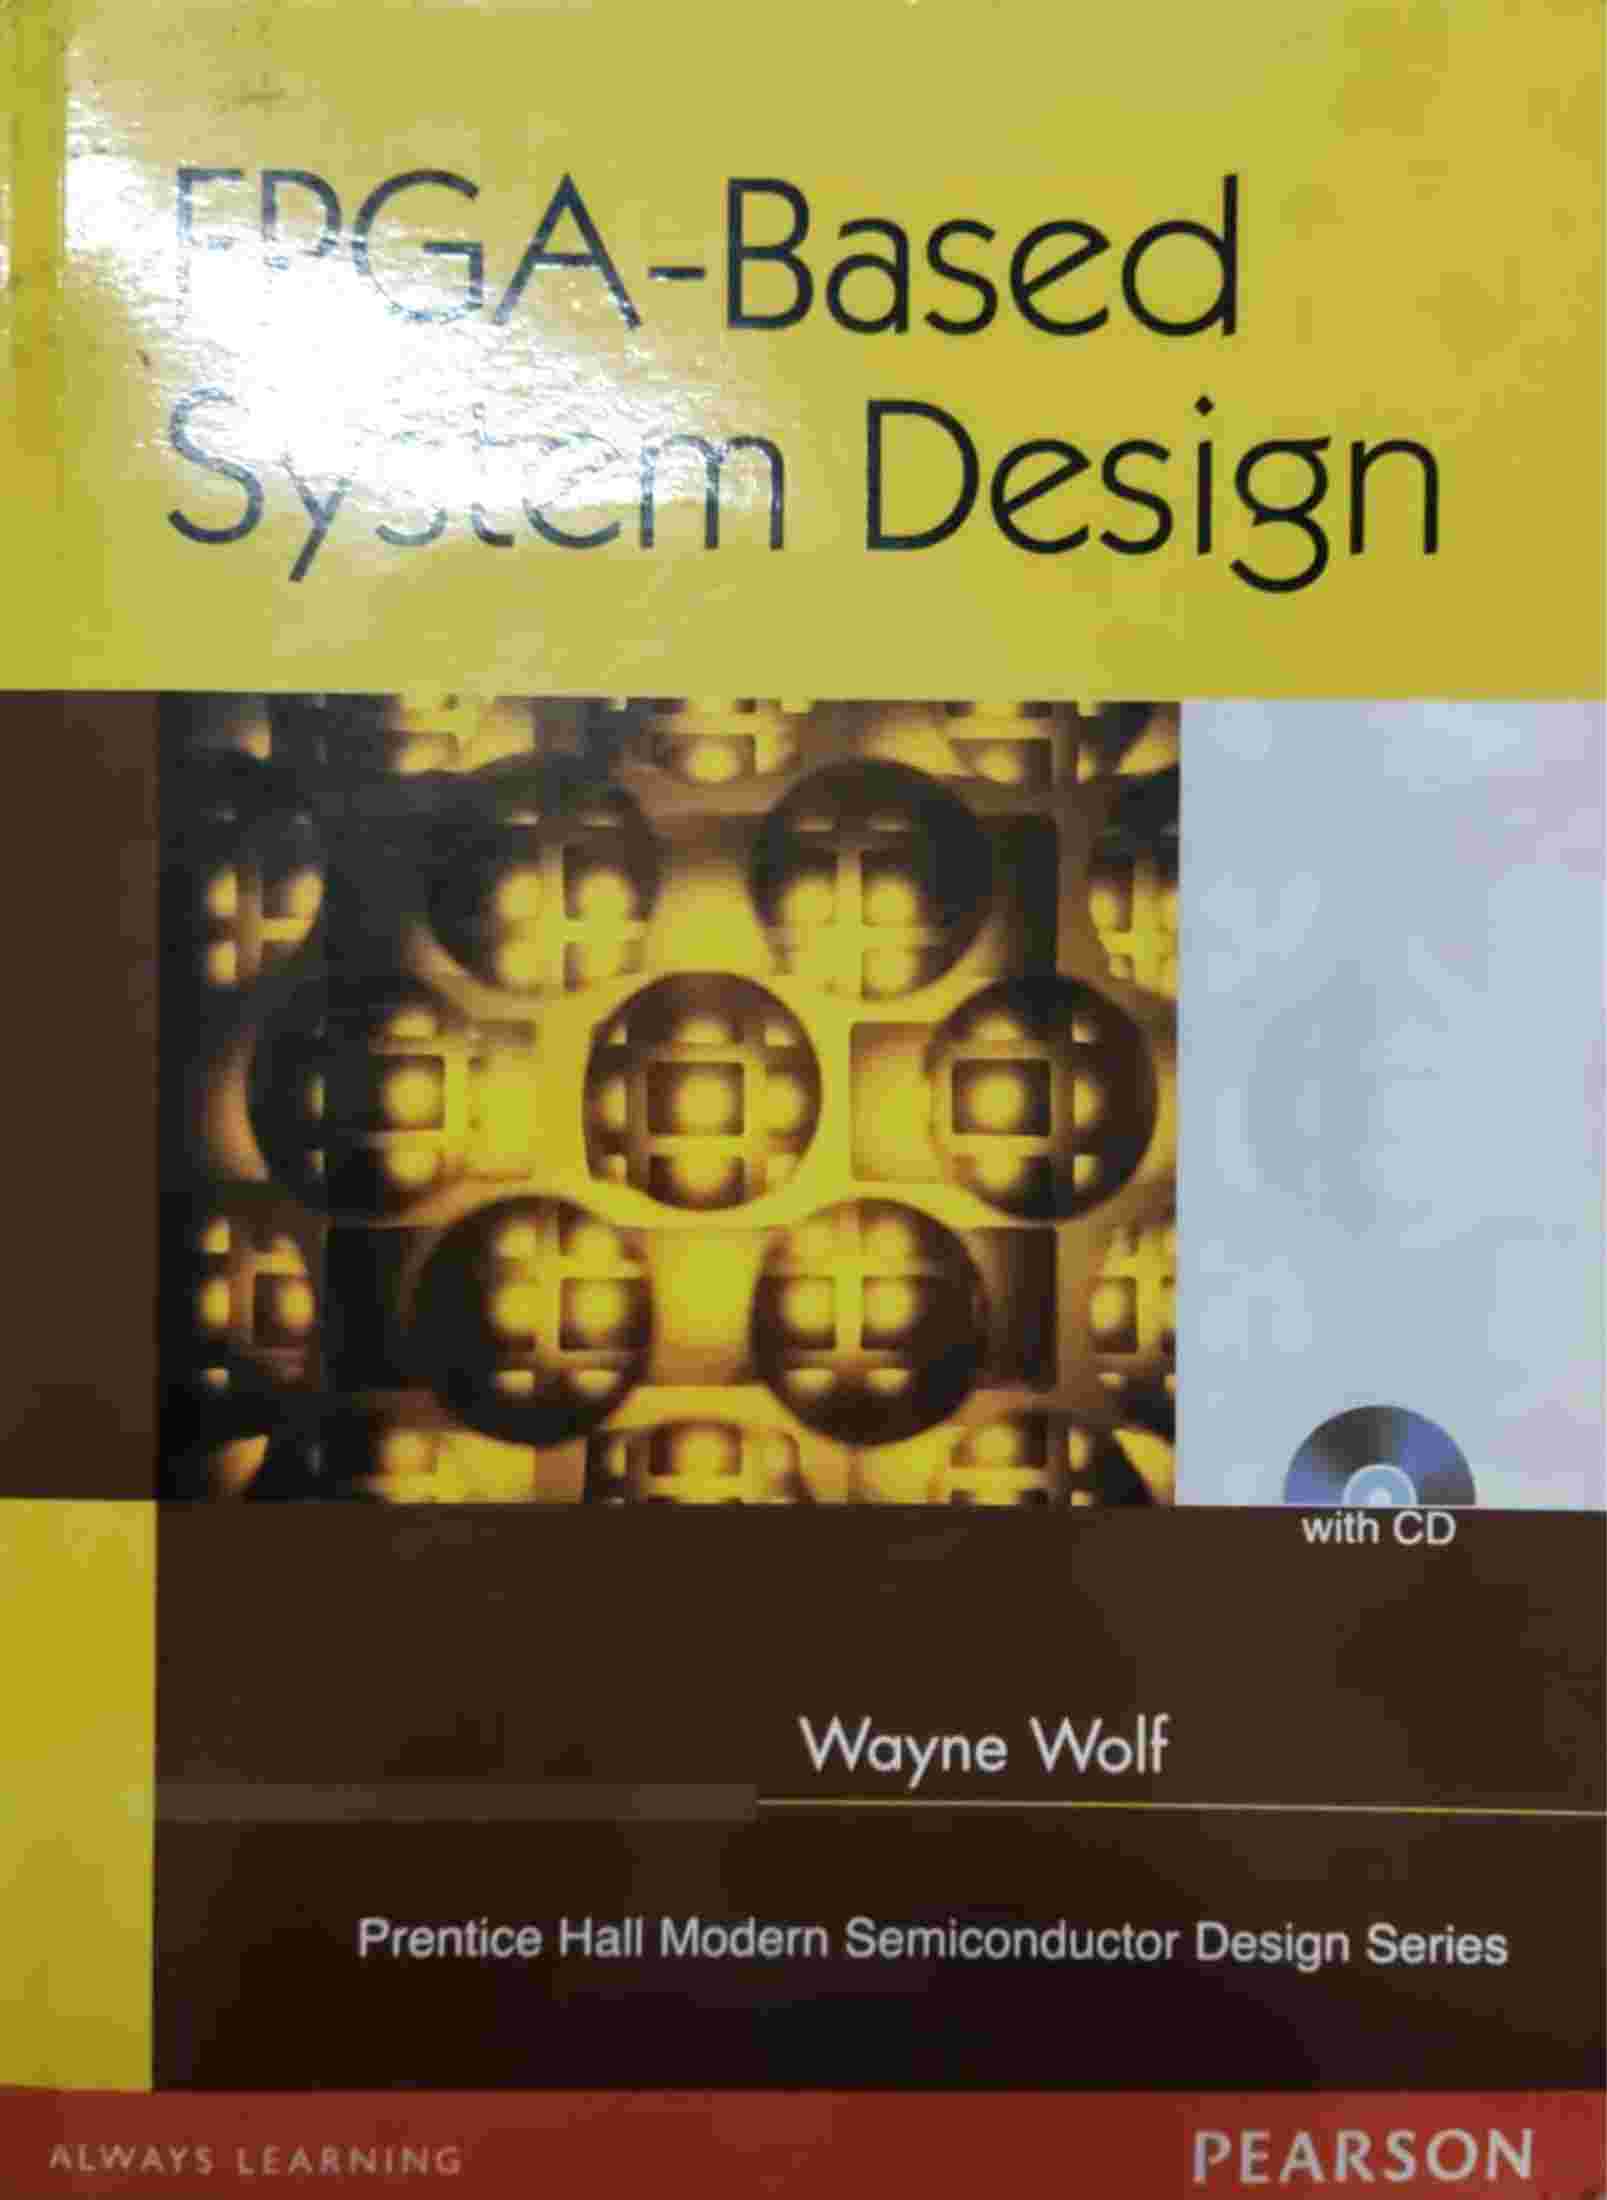 FPGA-Based
System Design
with CD
Wayne Wolf
Prentice Hall Modern Semiconductor Design Series
ALWAYS LEARNING
PEARSON